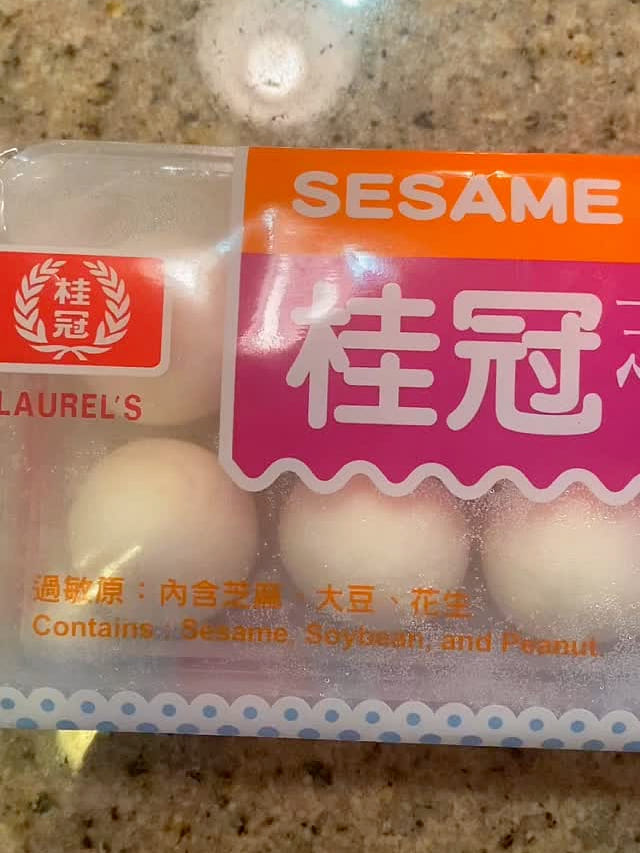 SESAME
桂冠
桂
冠
LAUREL'S
過敏原：內含芝麻、大豆、花生
Contains : Sesame, Soybean, and Peanut.